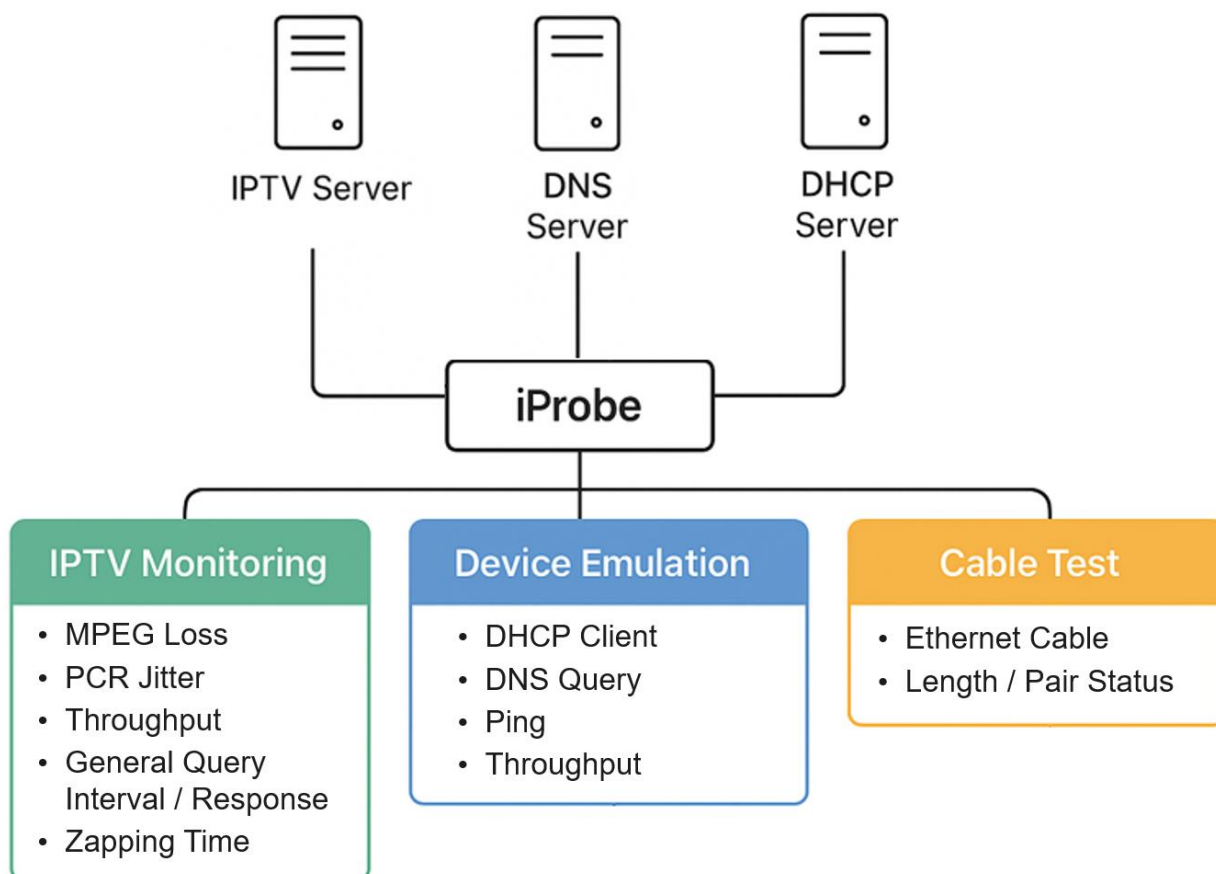 IPTV Server
DNS
Server
DHCP
Server
iProbe
IPTV Monitoring
• MPEG Loss
• PCR Jitter
• Throughput
• General Query
Interval / Response
• Zapping Time
Device Emulation
• DHCP Client
• DNS Query
• Ping
• Throughput
Cable Test
• Ethernet Cable
• Length / Pair Status